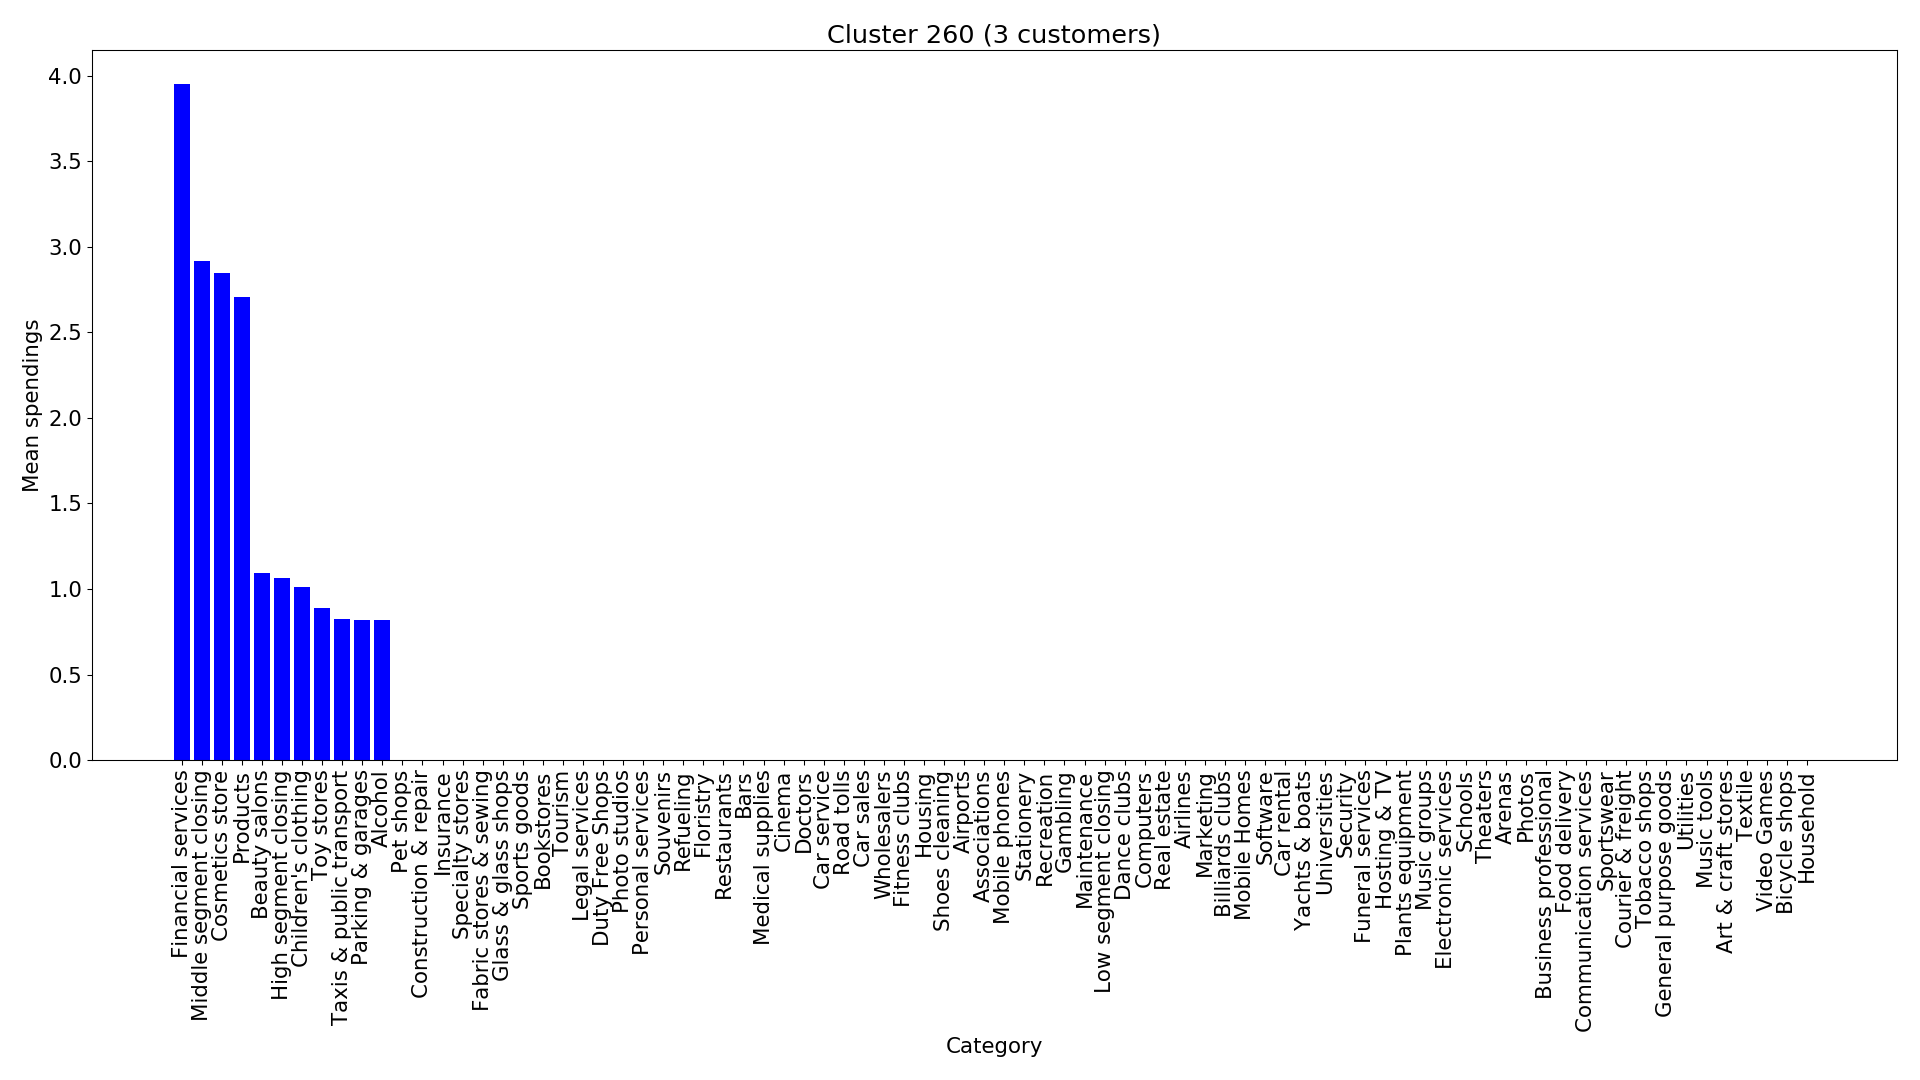 Cluster 260 (3 customers)
Mean spendings
4.0
3.5
3.0
2.5
2.0
1.5
1.0
0.5
0.0
Financial services
Middle segment closing
Cosmetics store
Products
Beauty salons
High segment closing
Children's clothing
Toy stores
Taxis & public transport
Parking & garages
Alcohol
Pet shops
Construction & repair
Insurance
Specialty stores
Fabric stores & sewing
Glass & glass shops
Sports goods
Bookstores
Tourism
Legal services
Duty Free Shops
Photo studios
Personal services
Souvenirs
Refuelling
Floristry
Restaurants
Bars
Medical supplies
Cinema
Doctors
Car service
Road tolls
Car sales
Wholesalers
Fitness clubs
Housing
Shoes cleaning
Airports
Associations
Mobile phones
Stationery
Recreation
Gambling
Maintenance
Low segment closing
Dance clubs
Computers
Real estate
Airlines
Marketing
Billiards clubs
Mobile Homes
Software
Car rental
Yachts & boats
Universities
Security
Funeral services
Hosting & TV
Plants equipment
Music groups
Electronic services
Schools
Theaters
Arenas
Photos
Business professional
Food delivery
Communication services
Sportswear
Courier & freight
Tobacco shops
General purpose goods
Utilities
Music tools
Art & craft stores
Textile
Video Games
Bicycle shops
Household
Category